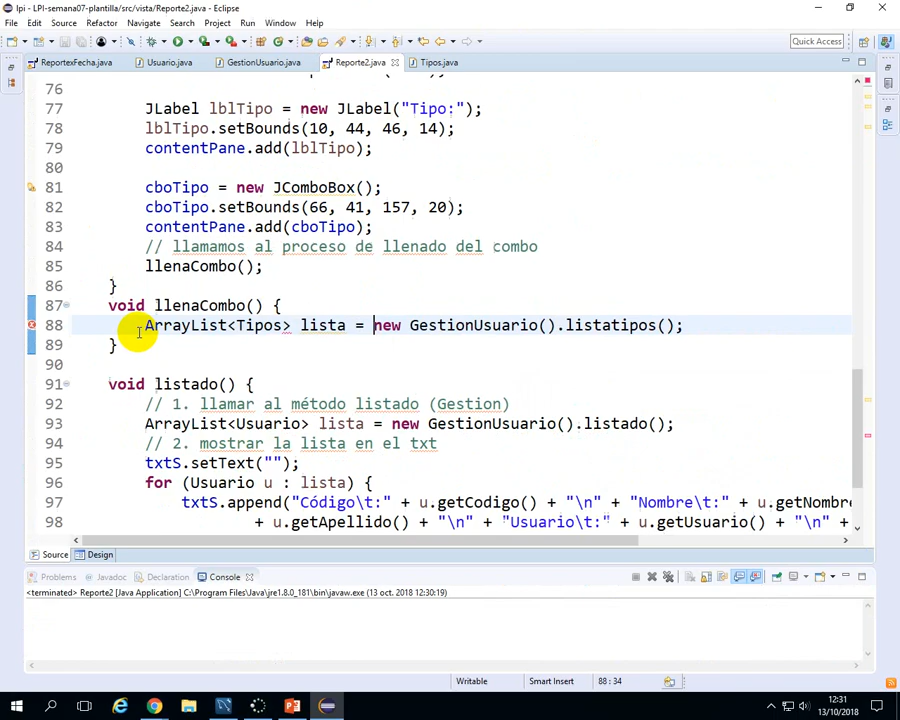 lpi - LPI-semana07-plantilla/src/vista/Reporte2.java - Eclipse
File Edit Source Refactor Navigate Search Project Run Window Help
Quick Access
ReportexFecha.java Usuario.java GestionUsuario.java Reporte2.java Tipos.java
76
77 JLabel lblTipo = new JLabel("Tipo:");
78 lblTipo.setBounds(10, 44, 46, 14);
79 contentPane.add(lblTipo);
80
81 cboTipo = new JComboBox();
82 cboTipo.setBounds(66, 41, 157, 20);
83 contentPane.add(cboTipo);
84 // llamamos al proceso de llenado del combo
85 llenaCombo();
86 }
87 void llenaCombo() {
88 ArrayList<Tipos> lista = new GestionUsuario().listatipos();
89 }
90
91 void listado() {
92 // 1. llamar al método listado (Gestion)
93 ArrayList<Usuario> lista = new GestionUsuario().listado();
94 // 2. mostrar la lista en el txt
95 txtS.setText("");
96 for (Usuario u : lista) {
97 txtS.append("Código\t:" + u.getCodigo() + "\n" + "Nombre\t:" + u.getNombre
98 + u.getApellido() + "\n" + "Usuario\t:" + u.getUsuario() + "\n" +
Source Design
Problems Javadoc Declaration Console
<terminated> Reporte2 [Java Application] C:\Program Files\Java\jre1.8.0_181\bin\javaw.exe (13 oct. 2018 12:30:19)
Writable Smart Insert 88 : 34
12:31
13/10/2018